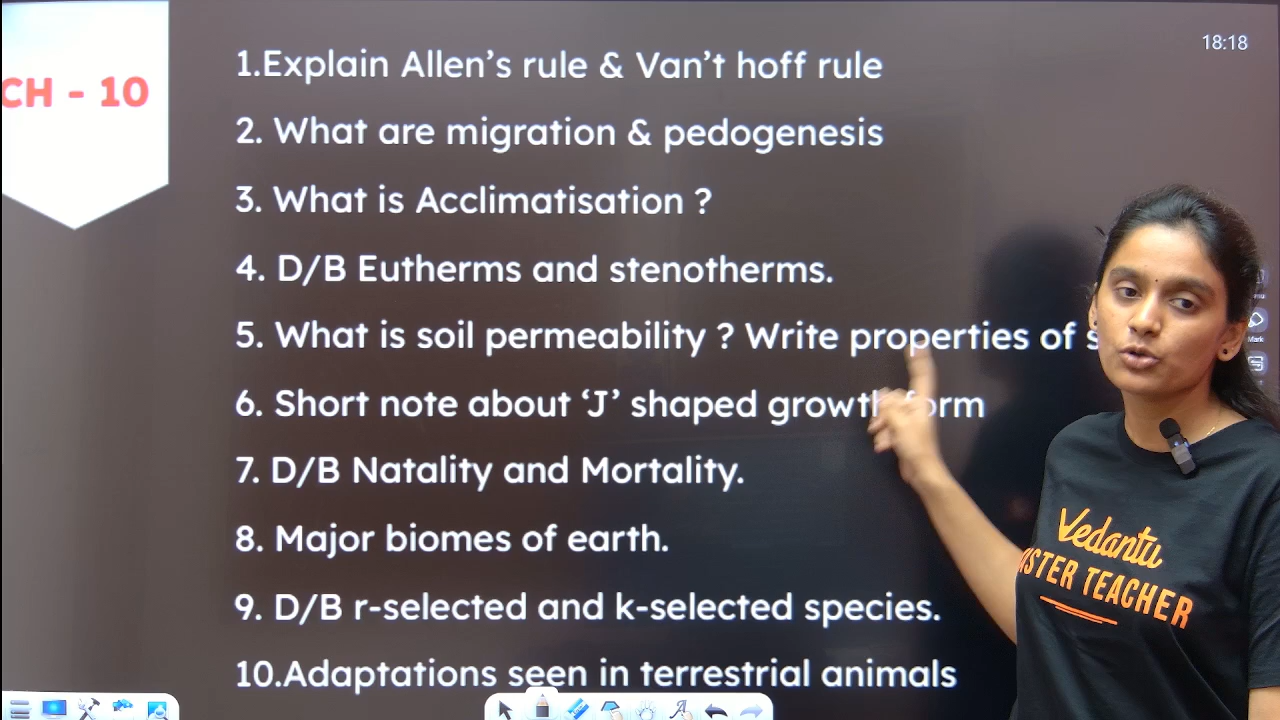 18:18
CH - 10
1.Explain Allen's rule & Van't hoff rule
2. What are migration & pedogenesis
3. What is Acclimatisation ?
4. D/B Eutherms and stenotherms.
5. What is soil permeability ? Write properties of
6. Short note about 'J' shaped growth form
7. D/B Natality and Mortality.
8. Major biomes of earth.
9. D/B r-selected and k-selected species.
10.Adaptations seen in terrestrial animals
Mark
Vedantu
TEACHER